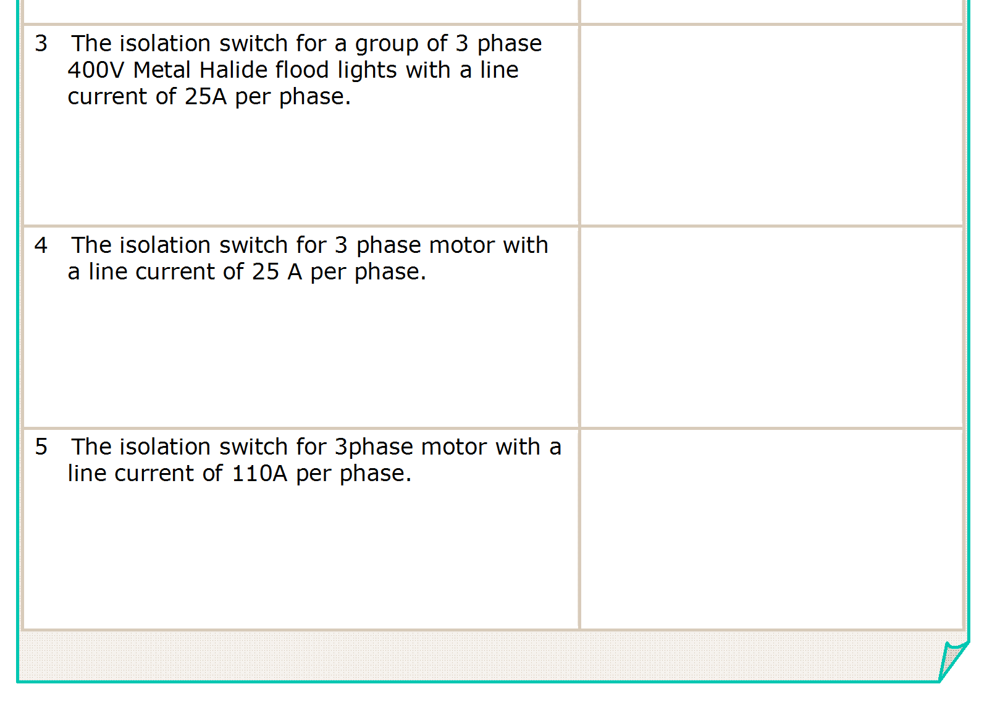 3 The isolation switch for a group of 3 phase
400V Metal Halide flood lights with a line
current of 25A per phase.
4 The isolation switch for 3 phase motor with
a line current of 25 A per phase.
5 The isolation switch for 3phase motor with a
line current of 110A per phase.